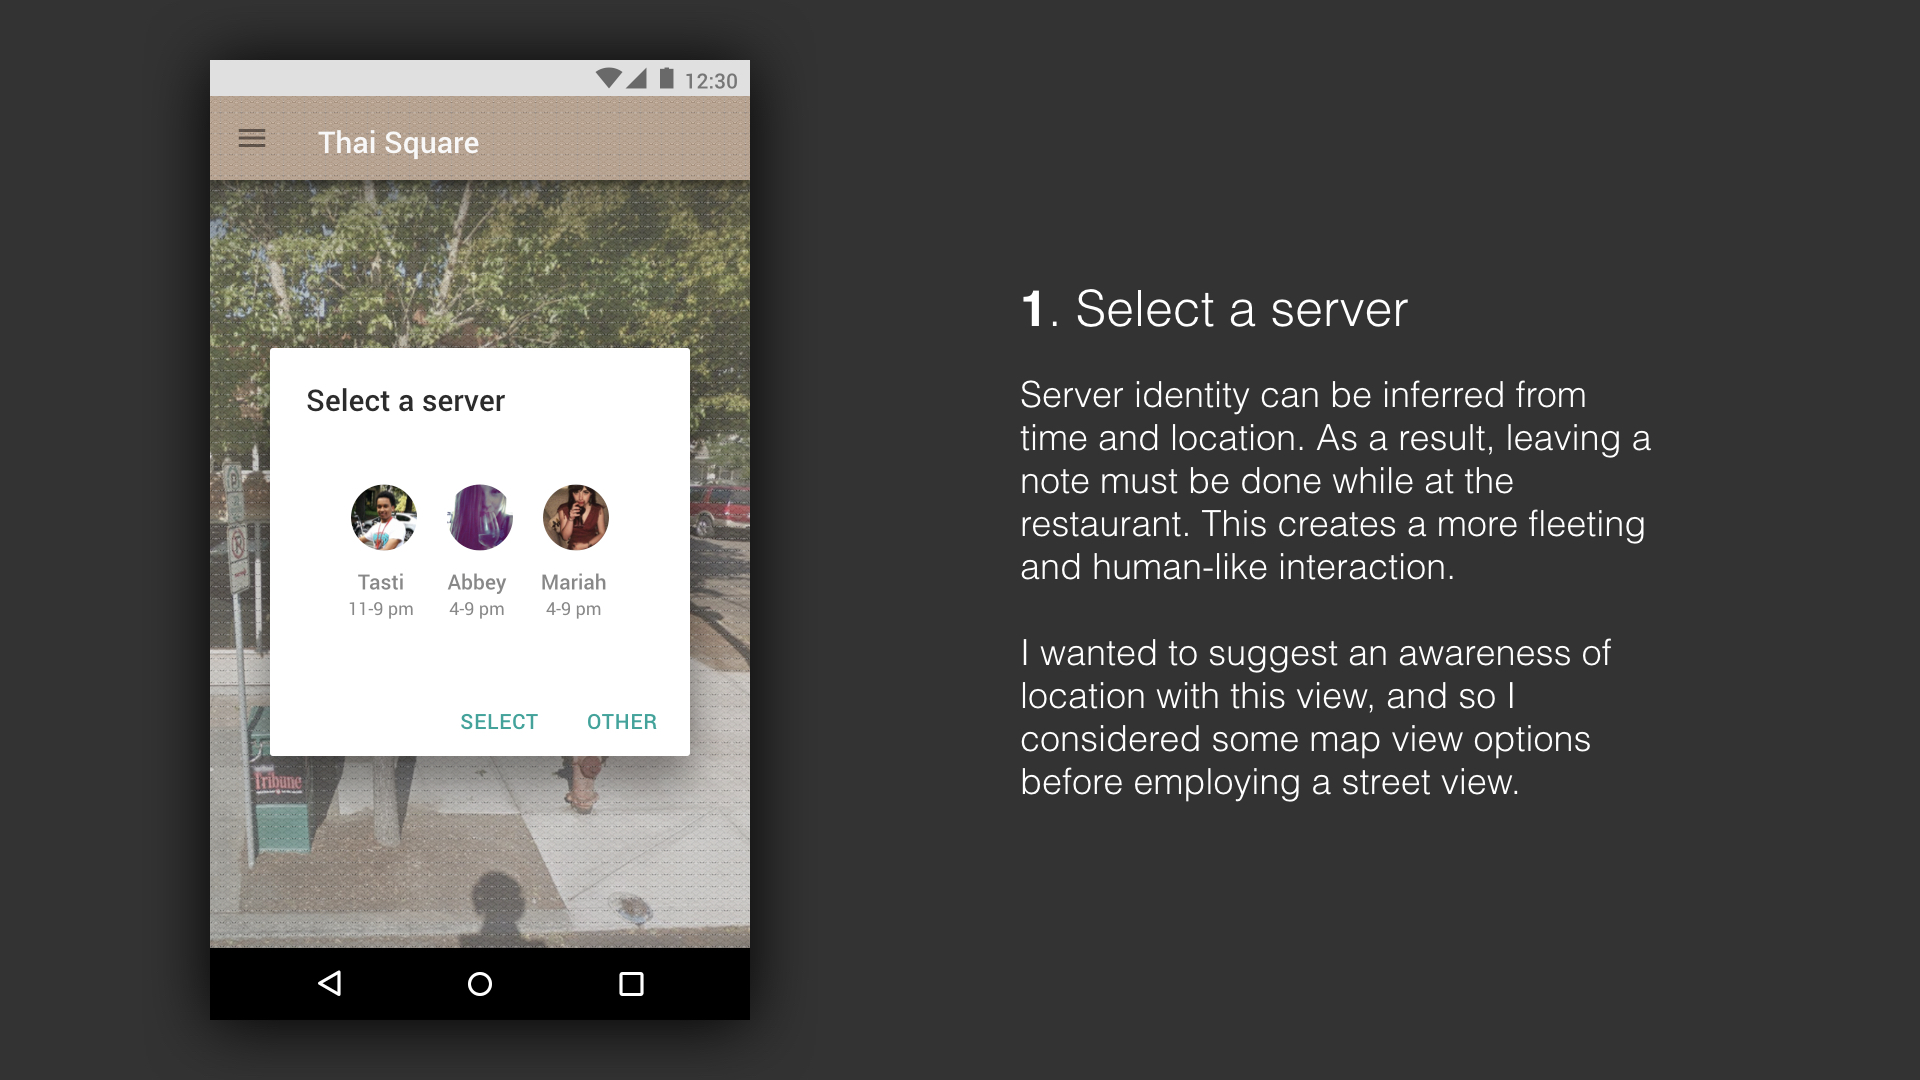 12:30
Thai Square
Select a server
Tasti
Abbey
Mariah
11-9 pm
4-9 pm
4-9 pm
SELECT
OTHER
Tribune
1. Select a server
Server identity can be inferred from
time and location. As a result, leaving a
note must be done while at the
restaurant. This creates a more fleeting
and human-like interaction.
I wanted to suggest an awareness of
location with this view, and so I
considered some map view options
before employing a street view.